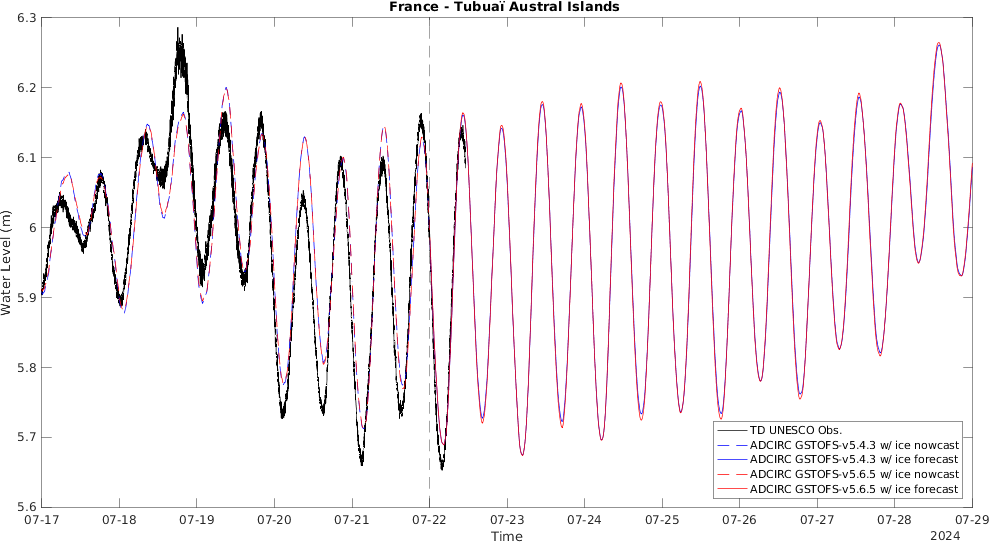 France - Tubuaï Austral Islands
6.3
6.2
6.1
6
5.9
5.8
5.7
5.6
Water Level (m)
TD UNESCO Obs.
ADCIRC GSTOFS-v5.4.3 w/ ice nowcast
ADCIRC GSTOFS-v5.4.3 w/ ice forecast
ADCIRC GSTOFS-v5.6.5 w/ ice nowcast
ADCIRC GSTOFS-v5.6.5 w/ ice forecast
07-17 07-18 07-19 07-20 07-21 07-22 07-23 07-24 07-25 07-26 07-27 07-28 07-29
Time
2024